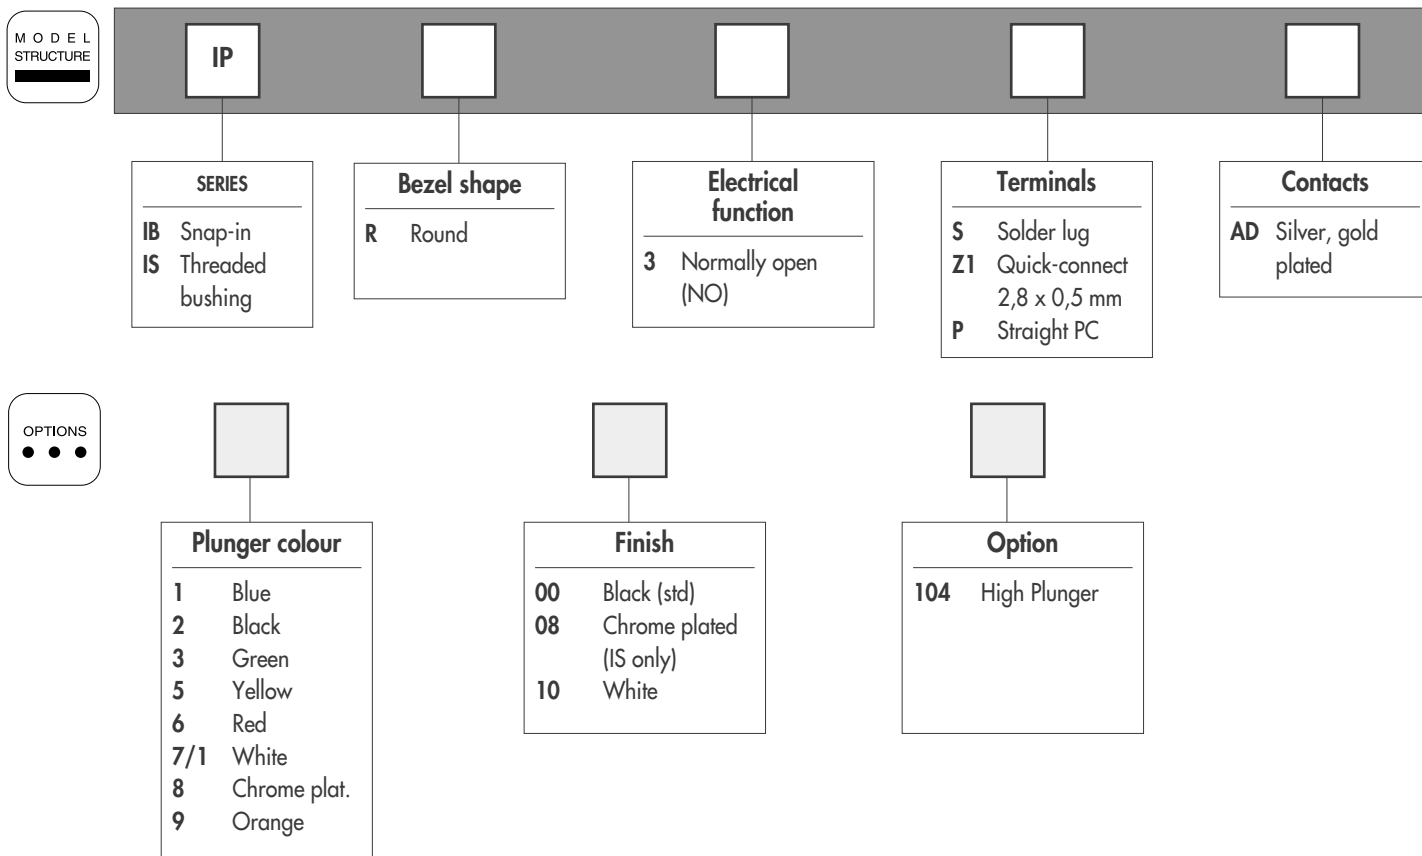 MODEL
STRUCTURE
IP
SERIES
IB Snap-in
IS Threaded
bushing
Bezel shape
R Round
Electrical
function
3 Normally open
(NO)
Terminals
S Solder lug
Z1 Quick-connect
2,8 x 0,5 mm
P Straight PC
Contacts
AD Silver, gold
plated
OPTIONS
Plunger colour
1 Blue
2 Black
3 Green
5 Yellow
6 Red
7/1 White
8 Chrome plat.
9 Orange
Finish
00 Black (std)
08 Chrome plated
(IS only)
10 White
Option
104 High Plunger